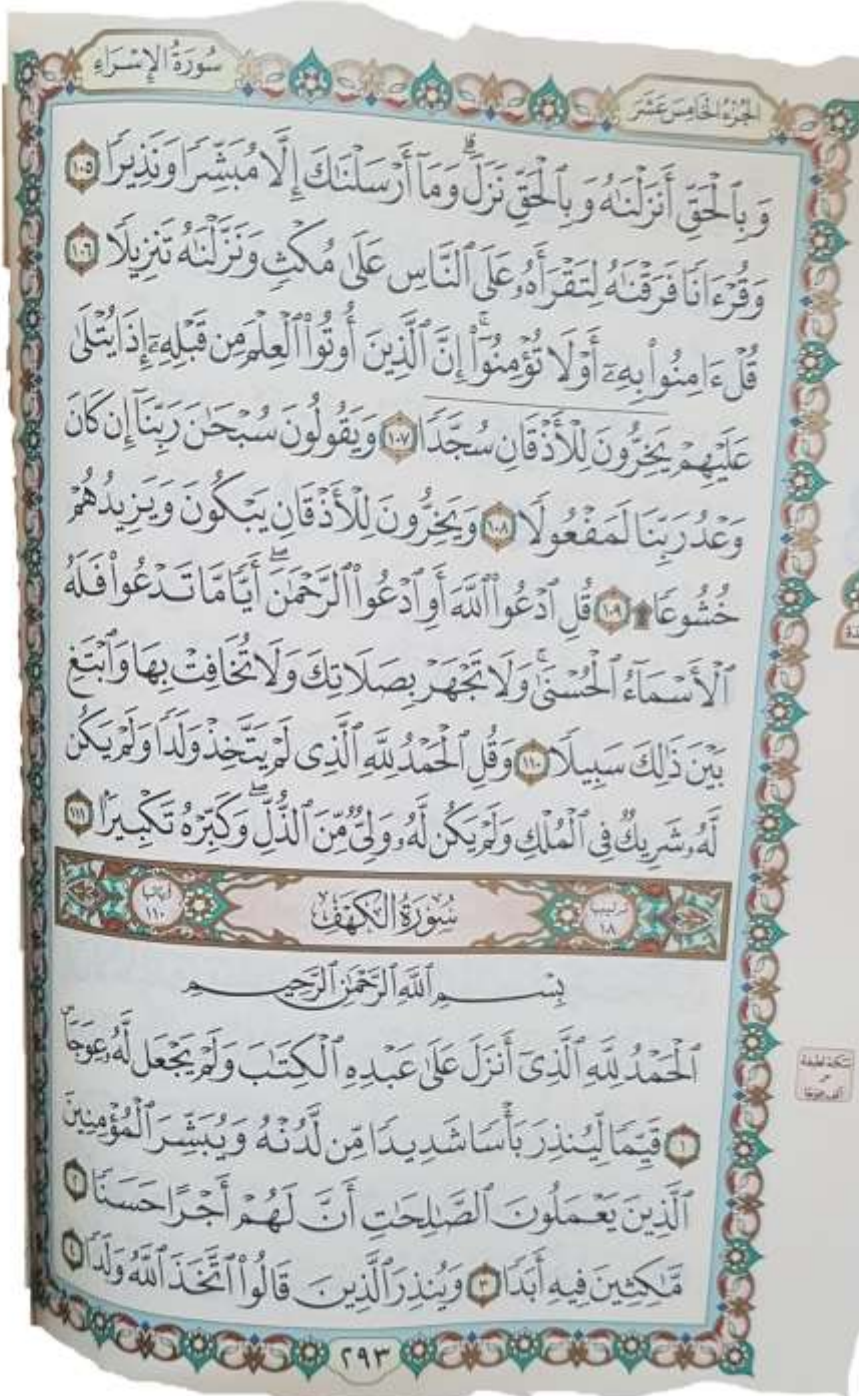 الجُزْءُ الخَامِسَ عَشَرَ
سُورَةُ الإِسْرَاءِ
وَبِٱلْحَقِّ أَنزَلْنَٰهُ وَبِٱلْحَقِّ نَزَلَۗ وَمَآ أَرْسَلْنَٰكَ إِلَّا مُبَشِّرًا وَنَذِيرًا ١٠٥
وَقُرْءَانًا فَرَقْنَٰهُ لِتَقْرَأَهُۥ عَلَى ٱلنَّاسِ عَلَىٰ مُكْثٍ وَنَزَّلْنَٰهُ تَنزِيلًا ١٠٦
قُلْ ءَامِنُوا۟ بِهِۦٓ أَوْ لَا تُؤْمِنُوٓا۟ۚ إِنَّ ٱلَّذِينَ أُوتُوا۟ ٱلْعِلْمَ مِن قَبْلِهِۦٓ إِذَا يُتْلَىٰ
عَلَيْهِمْ يَخِرُّونَ لِلْأَذْقَانِ سُجَّدًا ١٠٧ وَيَقُولُونَ سُبْحَٰنَ رَبِّنَآ إِن كَانَ
وَعْدُ رَبِّنَا لَمَفْعُولًا ١٠٨ وَيَخِرُّونَ لِلْأَذْقَانِ يَبْكُونَ وَيَزِيدُهُمْ
خُشُوعًا ۩ ١٠٩ قُلِ ٱدْعُوا۟ ٱللَّهَ أَوِ ٱدْعُوا۟ ٱلرَّحْمَٰنَۖ أَيًّا مَّا تَدْعُوا۟ فَلَهُ
ٱلْأَسْمَآءُ ٱلْحُسْنَىٰۚ وَلَا تَجْهَرْ بِصَلَاتِكَ وَلَا تُخَافِتْ بِهَا وَٱبْتَغِ
بَيْنَ ذَٰلِكَ سَبِيلًا ١١٠ وَقُلِ ٱلْحَمْدُ لِلَّهِ ٱلَّذِى لَمْ يَتَّخِذْ وَلَدًا وَلَمْ يَكُن
لَّهُۥ شَرِيكٌ فِى ٱلْمُلْكِ وَلَمْ يَكُن لَّهُۥ وَلِىٌّ مِّنَ ٱلذُّلِّۖ وَكَبِّرْهُ تَكْبِيرًۢا ١١١
ترتيبها ١٨ سُورَةُ الكَهْفِ آياتها ١١٠
بِسْمِ ٱللَّهِ ٱلرَّحْمَٰنِ ٱلرَّحِيمِ
ٱلْحَمْدُ لِلَّهِ ٱلَّذِىٓ أَنزَلَ عَلَىٰ عَبْدِهِ ٱلْكِتَٰبَ وَلَمْ يَجْعَل لَّهُۥ عِوَجَاۜ
١ قَيِّمًا لِّيُنذِرَ بَأْسًا شَدِيدًا مِّن لَّدُنْهُ وَيُبَشِّرَ ٱلْمُؤْمِنِينَ
ٱلَّذِينَ يَعْمَلُونَ ٱلصَّٰلِحَٰتِ أَنَّ لَهُمْ أَجْرًا حَسَنًا ٢
مَّٰكِثِينَ فِيهِ أَبَدًا ٣ وَيُنذِرَ ٱلَّذِينَ قَالُوا۟ ٱتَّخَذَ ٱللَّهُ وَلَدًا ٤
٢٩٣